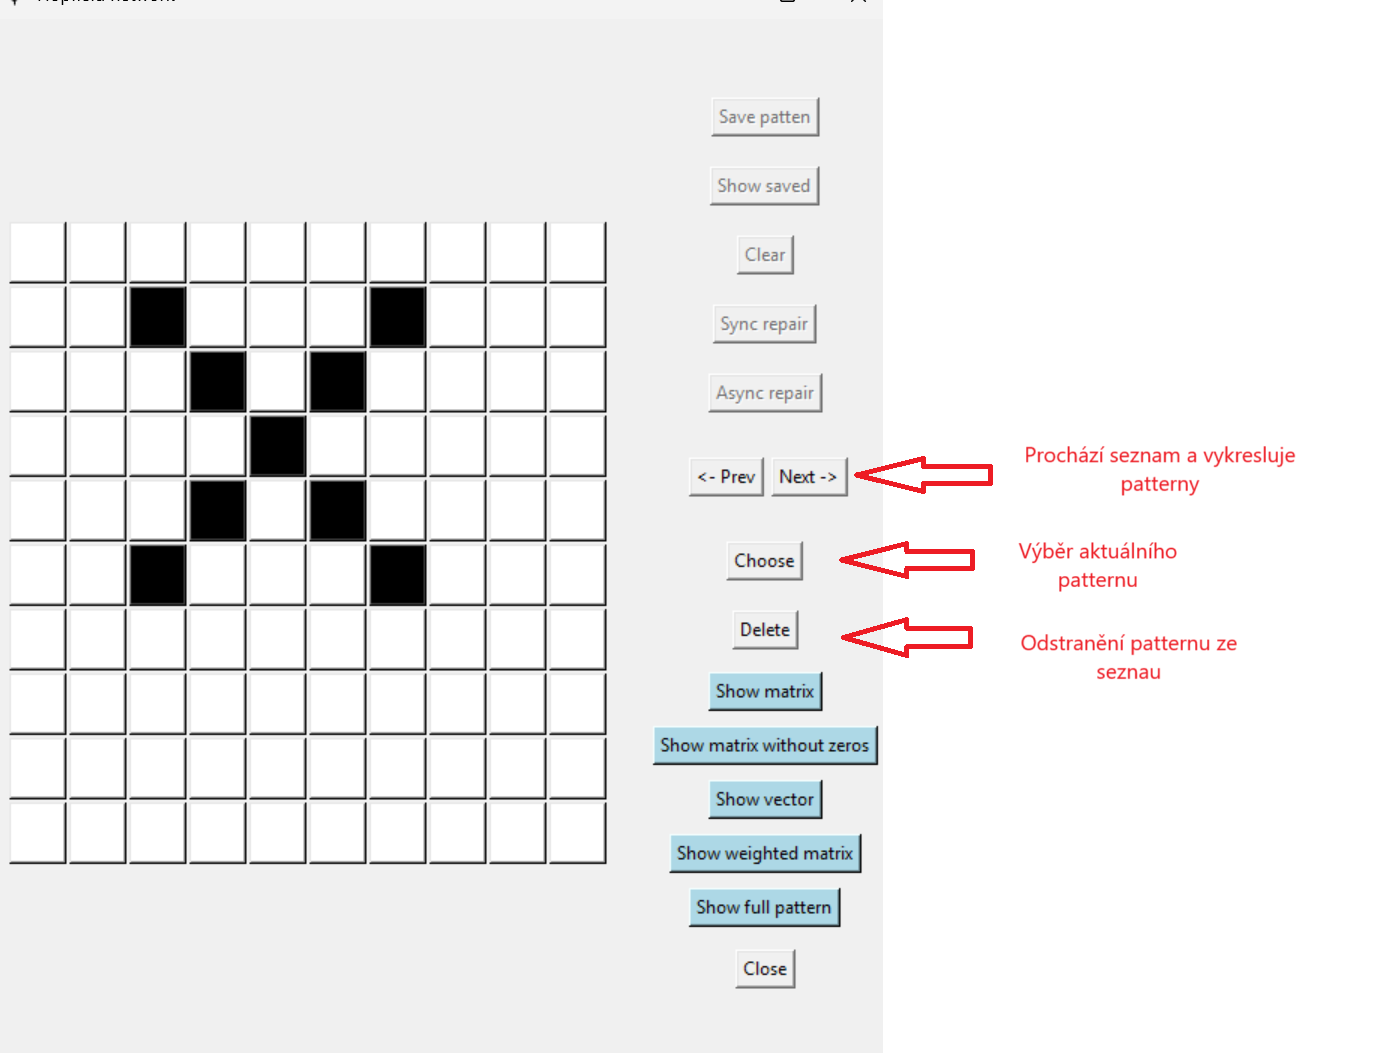 Save patten
Show saved
Clear
Sync repair
Async repair
<- Prev Next ->
Prochází seznam a vykresluje
patterny
Choose
Výběr aktuálního
patternu
Delete
Odstranění patternu ze
seznau
Show matrix
Show matrix without zeros
Show vector
Show weighted matrix
Show full pattern
Close